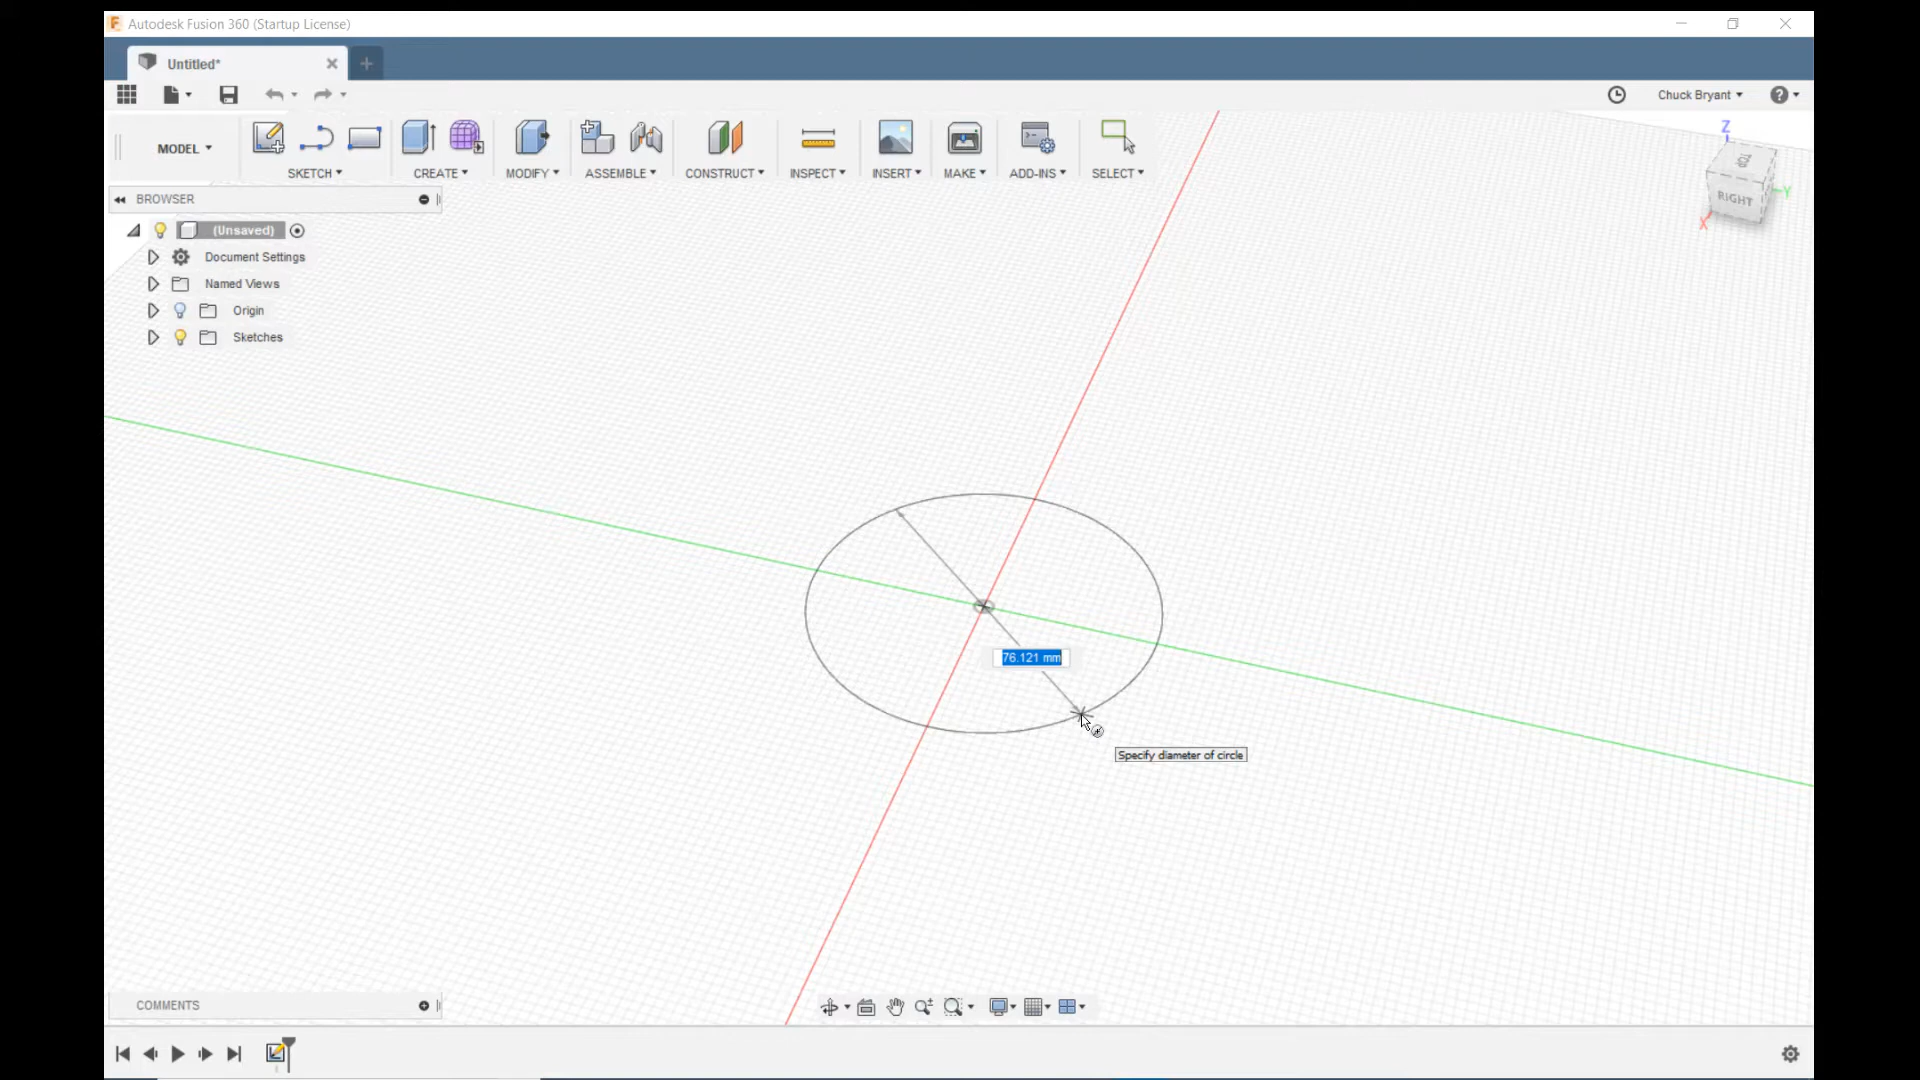 Autodesk Fusion 360 (Startup License)
Untitled*
Chuck Bryant
MODEL
SKETCH
CREATE
MODIFY
ASSEMBLE
CONSTRUCT
INSPECT
INSERT
MAKE
ADD-INS
SELECT
BROWSER
(Unsaved)
Document Settings
Named Views
Origin
Sketches
Z
TOP
RIGHT
Y
X
76.121 mm
Specify diameter of circle
COMMENTS